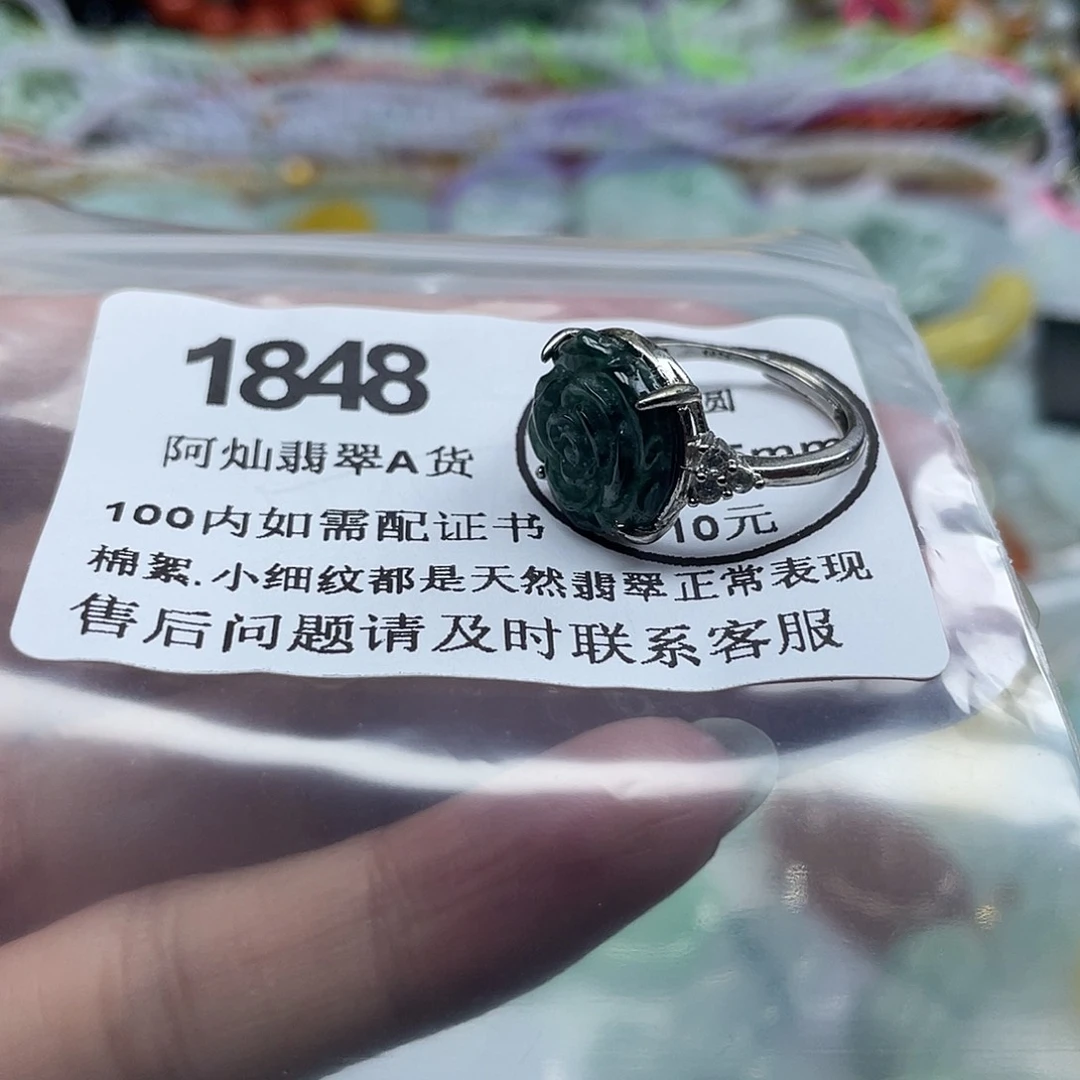 1848
圆
阿灿翡翠A货
mm
100内如需配证书
10元
棉絮.小细纹都是天然翡翠正常表现
售后问题请及时联系客服